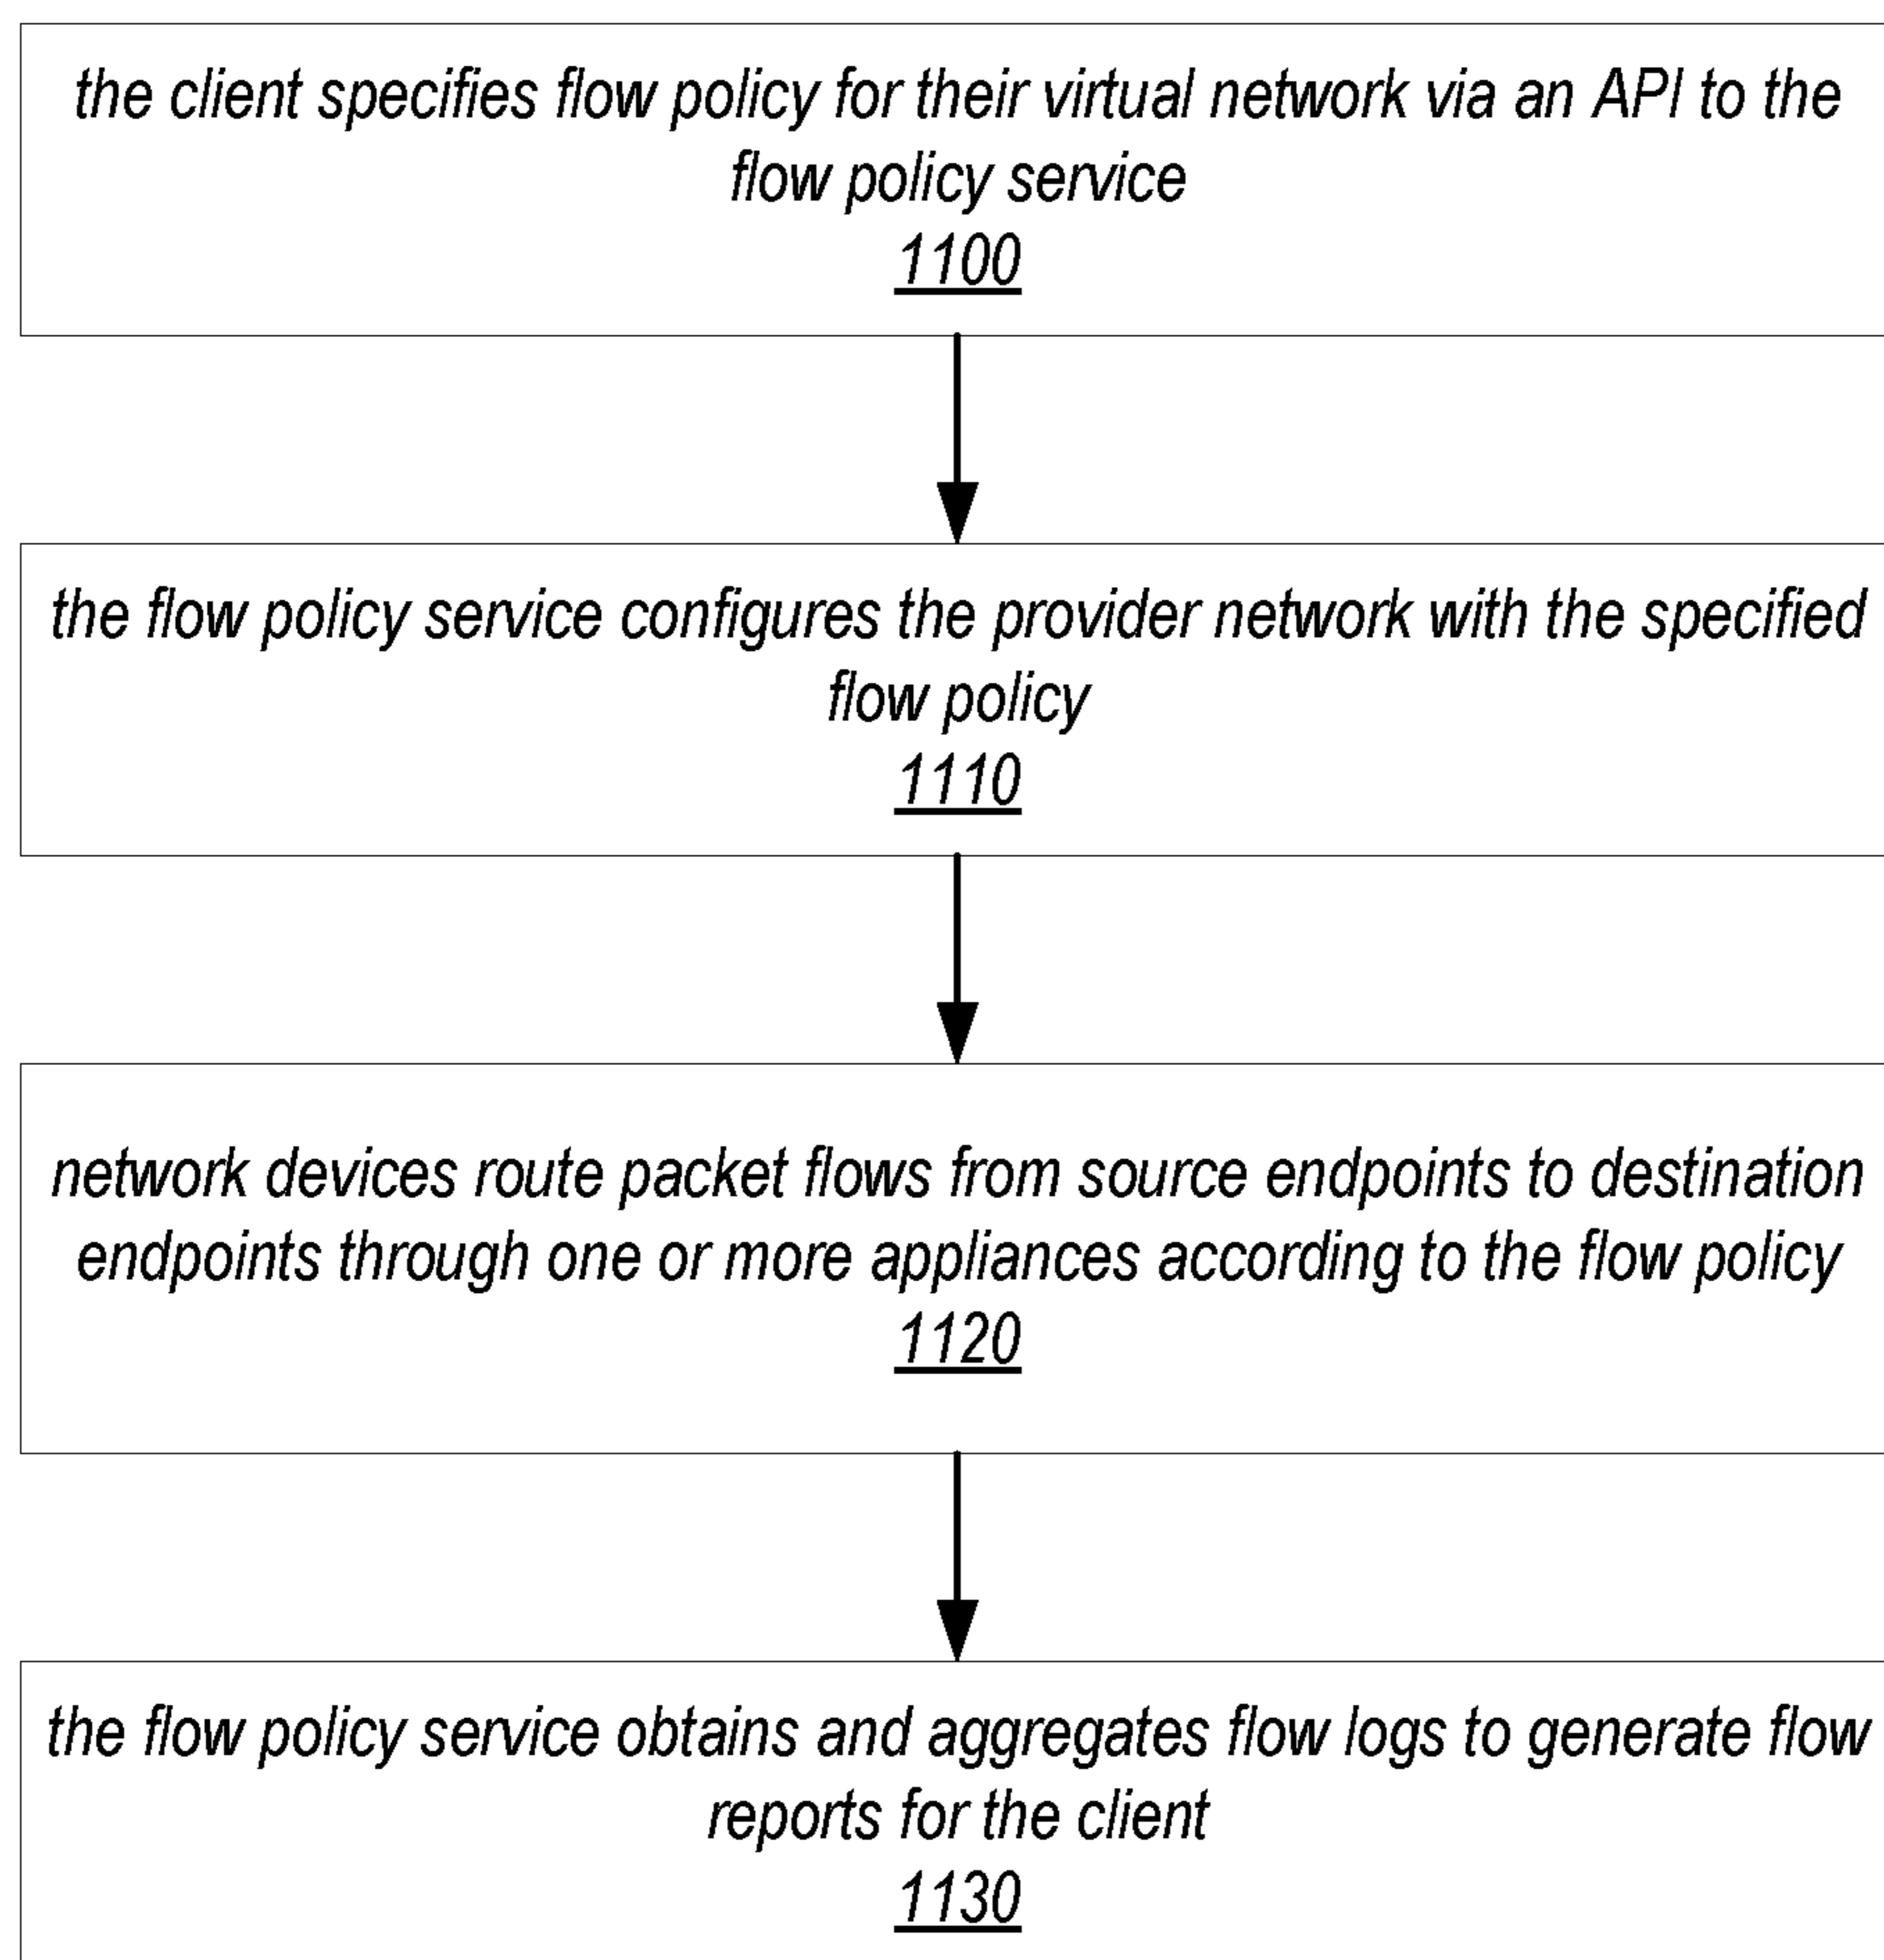 the client specifies flow policy for their virtual network via an API to the
flow policy service
1100
the flow policy service configures the provider network with the specified
flow policy
1110
network devices route packet flows from source endpoints to destination
endpoints through one or more appliances according to the flow policy
1120
the flow policy service obtains and aggregates flow logs to generate flow
reports for the client
1130